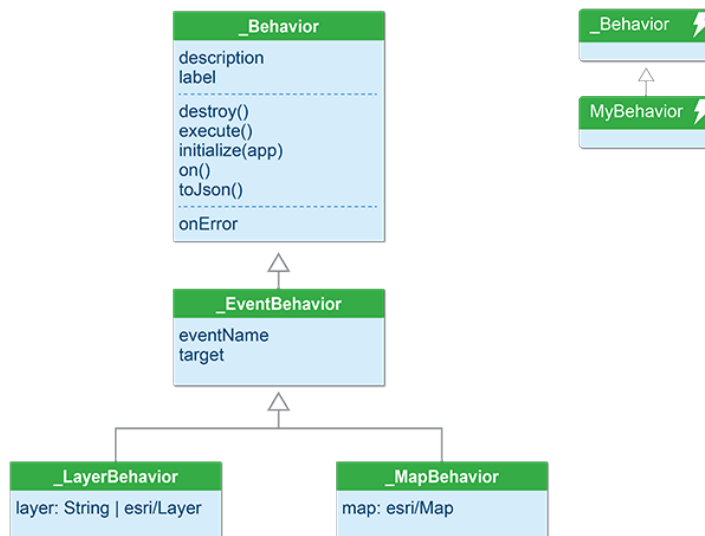 _Behavior
description
label
destroy()
execute()
initialize(app)
on()
toJson()
onError
_EventBehavior
eventName
target
_LayerBehavior
layer: String | esri/Layer
_MapBehavior
map: esri/Map
_Behavior
MyBehavior